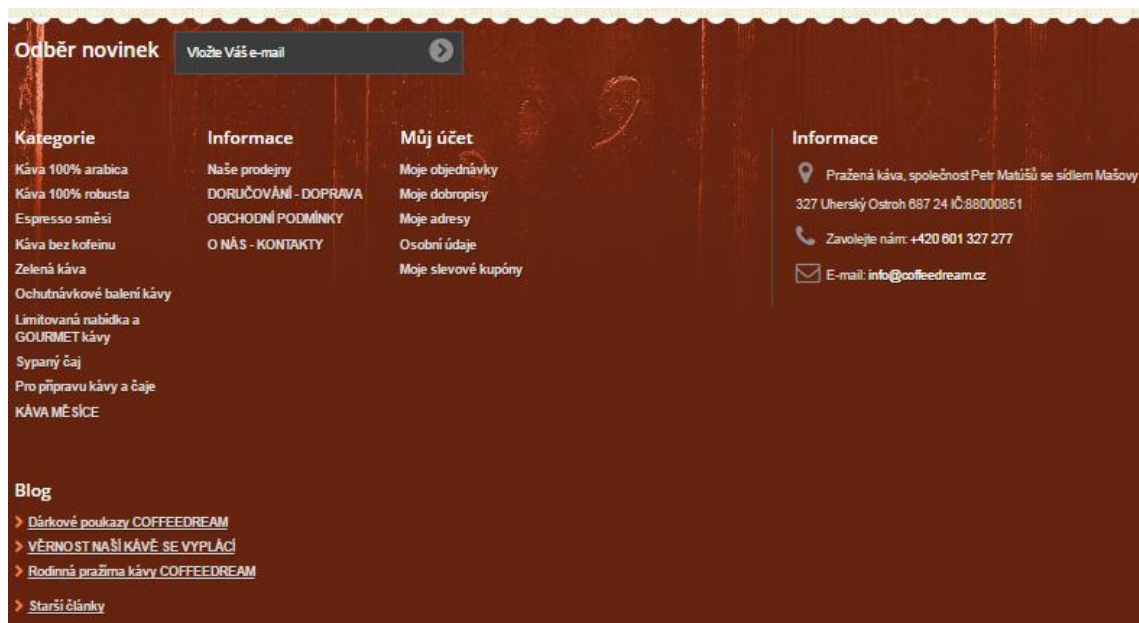 Odběr novinek
Vložte Váš e-mail
Kategorie
Káva 100% arabica
Káva 100% robusta
Espresso směsi
Káva bez kofeinu
Zelená káva
Ochutnávkové balení kávy
Limitovaná nabídka a
GOURMET kávy
Sypaný čaj
Pro přípravu kávy a čaje
KÁVA MĚSÍCE
Informace
Naše prodejny
DORUČOVÁNÍ - DOPRAVA
OBCHODNÍ PODMÍNKY
O NÁS - KONTAKTY
Můj účet
Moje objednávky
Moje dobropisy
Moje adresy
Osobní údaje
Moje slevové kupóny
Informace
Pražená káva, společnost Petr Matúšů se sídlem Mašovy
327 Uherský Ostroh 687 24 IČ:88000851
Zavolejte nám: +420 601 327 277
E-mail: info@coffeedream.cz
Blog
Dárkové poukazy COFFEEDREAM
VĚRNOST NAŠÍ KÁVĚ SE VYPLÁCÍ
Rodinná pražírna kávy COFFEEDREAM
Starší články